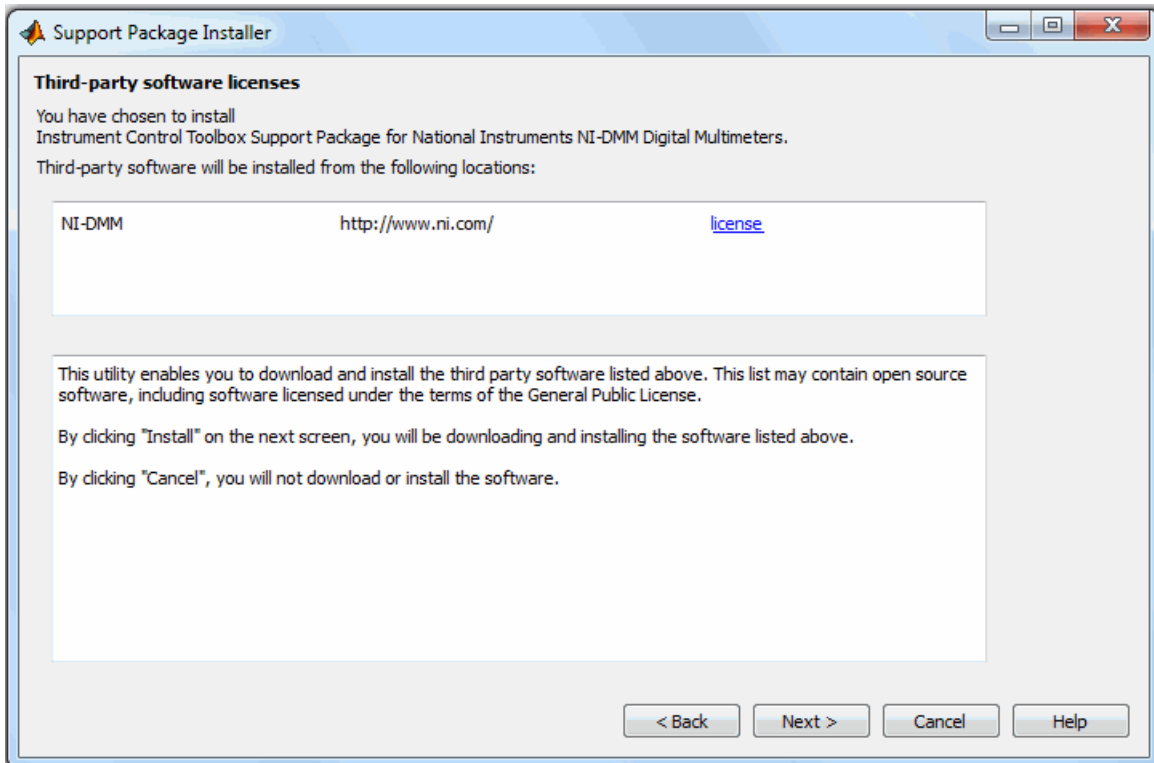 Support Package Installer
Third-party software licenses
You have chosen to install
Instrument Control Toolbox Support Package for National Instruments NI-DMM Digital Multimeters.
Third-party software will be installed from the following locations:
NI-DMM http://www.ni.com/ license
This utility enables you to download and install the third party software listed above. This list may contain open source
software, including software licensed under the terms of the General Public License.
By clicking "Install" on the next screen, you will be downloading and installing the software listed above.
By clicking "Cancel", you will not download or install the software.
< Back Next > Cancel Help